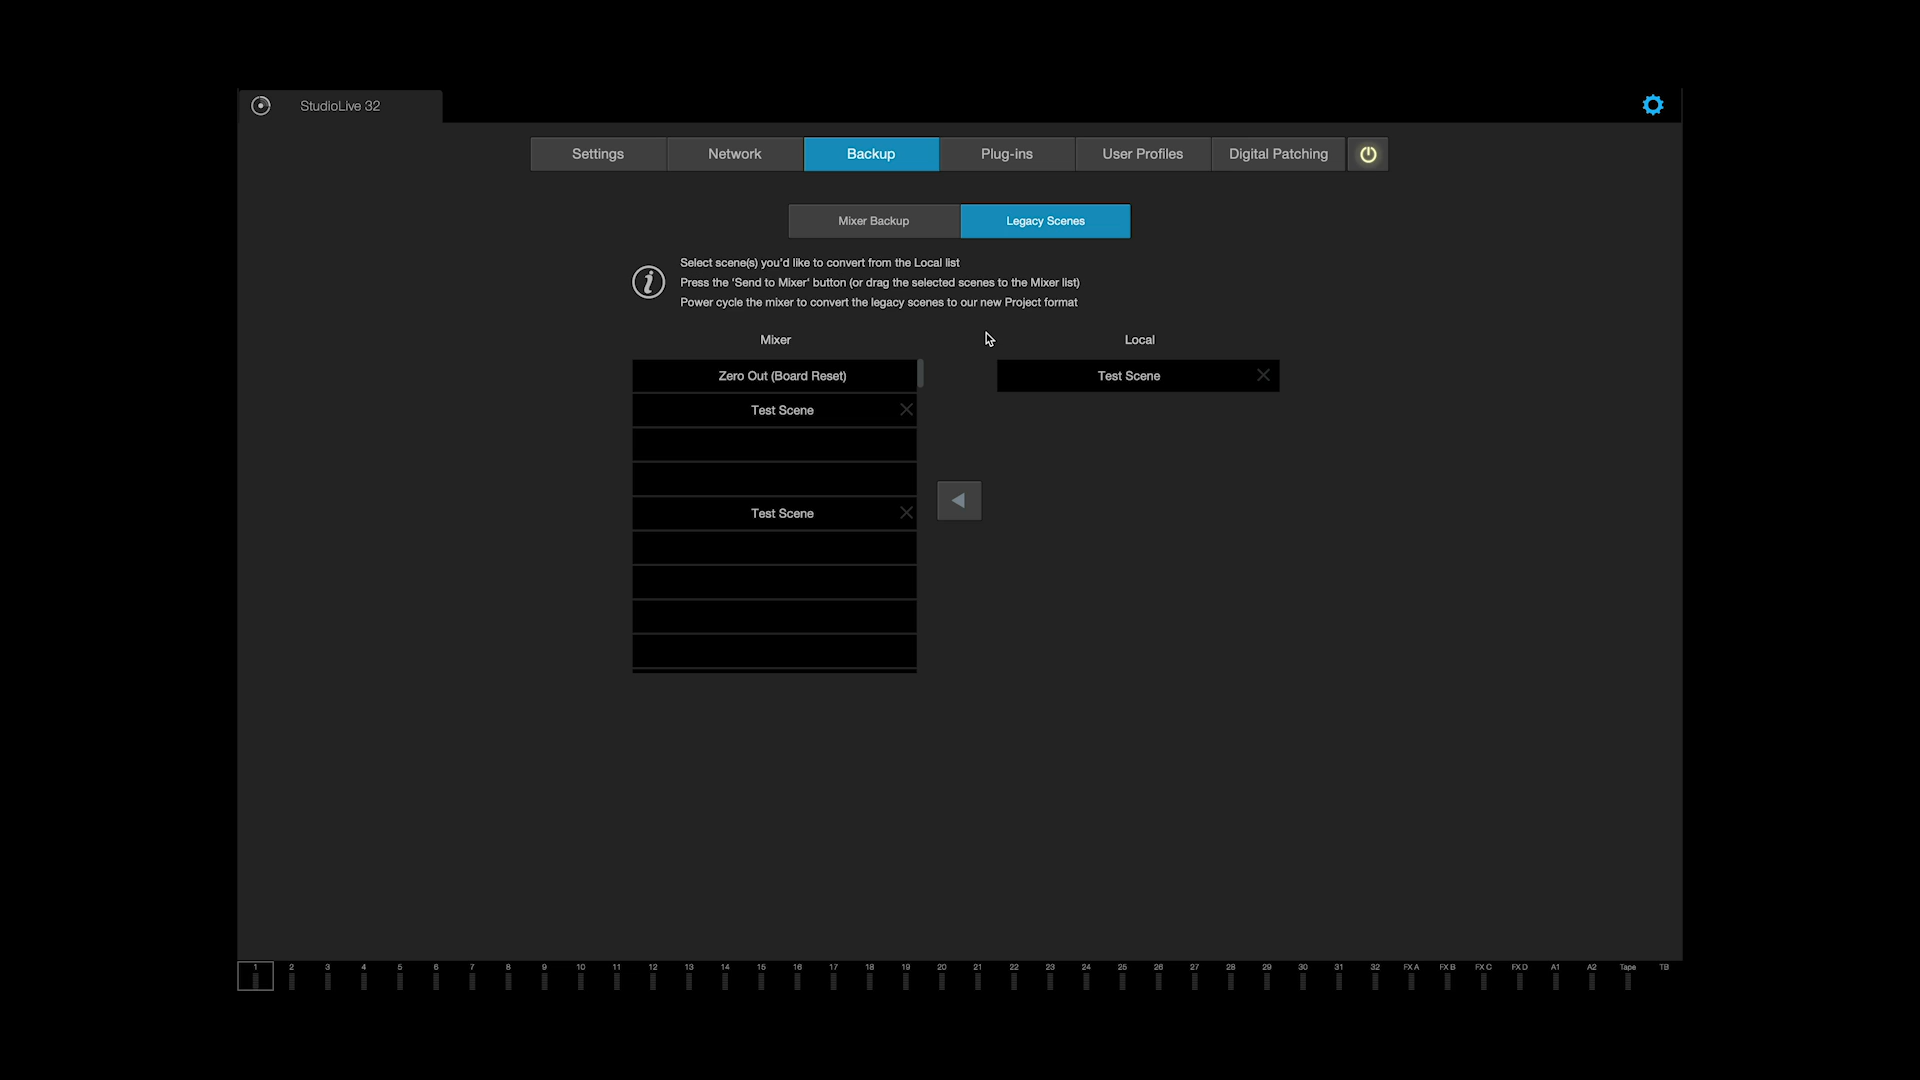 StudioLive 32
Settings Network Backup Plug-ins User Profiles Digital Patching
Mixer Backup Legacy Scenes
Select scene(s) you'd like to convert from the Local list
Press the 'Send to Mixer' button (or drag the selected scenes to the Mixer list)
Power cycle the mixer to convert the legacy scenes to our new Project format
Mixer Local
Zero Out (Board Reset) Test Scene
Test Scene
Test Scene
1 2 3 4 5 6 7 8 9 10 11 12 13 14 15 16 17 18 19 20 21 22 23 24 25 26 27 28 29 30 31 32 FX A FX B FX C FX D A1 A2 Tape TB